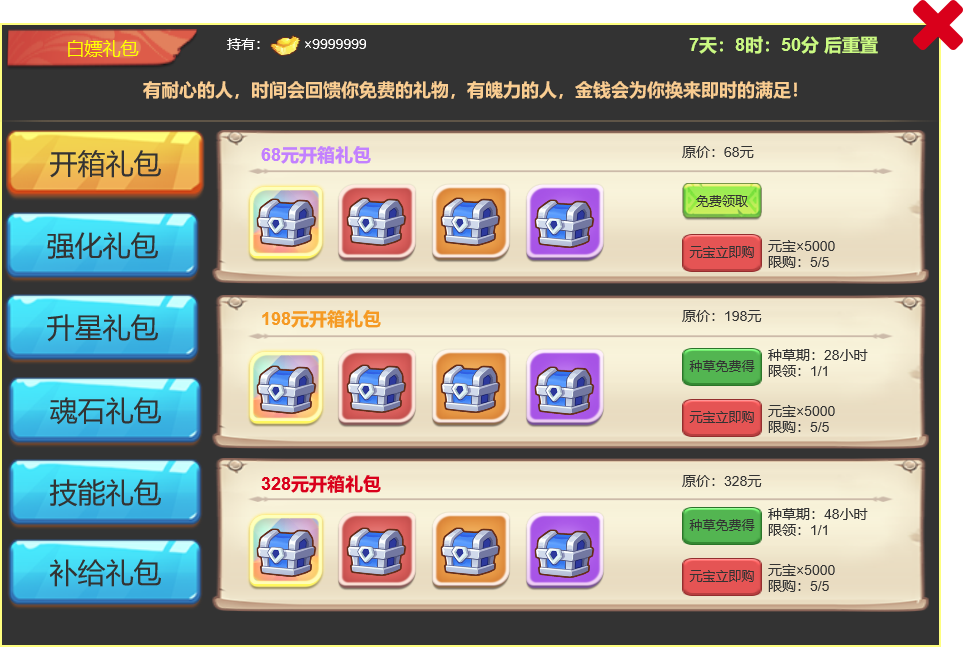 白嫖礼包
持有： ×9999999
7天：8时：50分 后重置
有耐心的人，时间会回馈你免费的礼物，有魄力的人，金钱会为你换来即时的满足！
开箱礼包
强化礼包
升星礼包
魂石礼包
技能礼包
补给礼包
68元开箱礼包
原价：68元
免费领取
元宝立即购
元宝×5000
限购：5/5
198元开箱礼包
原价：198元
种草免费得
种草期：28小时
限领：1/1
元宝立即购
元宝×5000
限购：5/5
328元开箱礼包
原价：328元
种草免费得
种草期：48小时
限领：1/1
元宝立即购
元宝×5000
限购：5/5